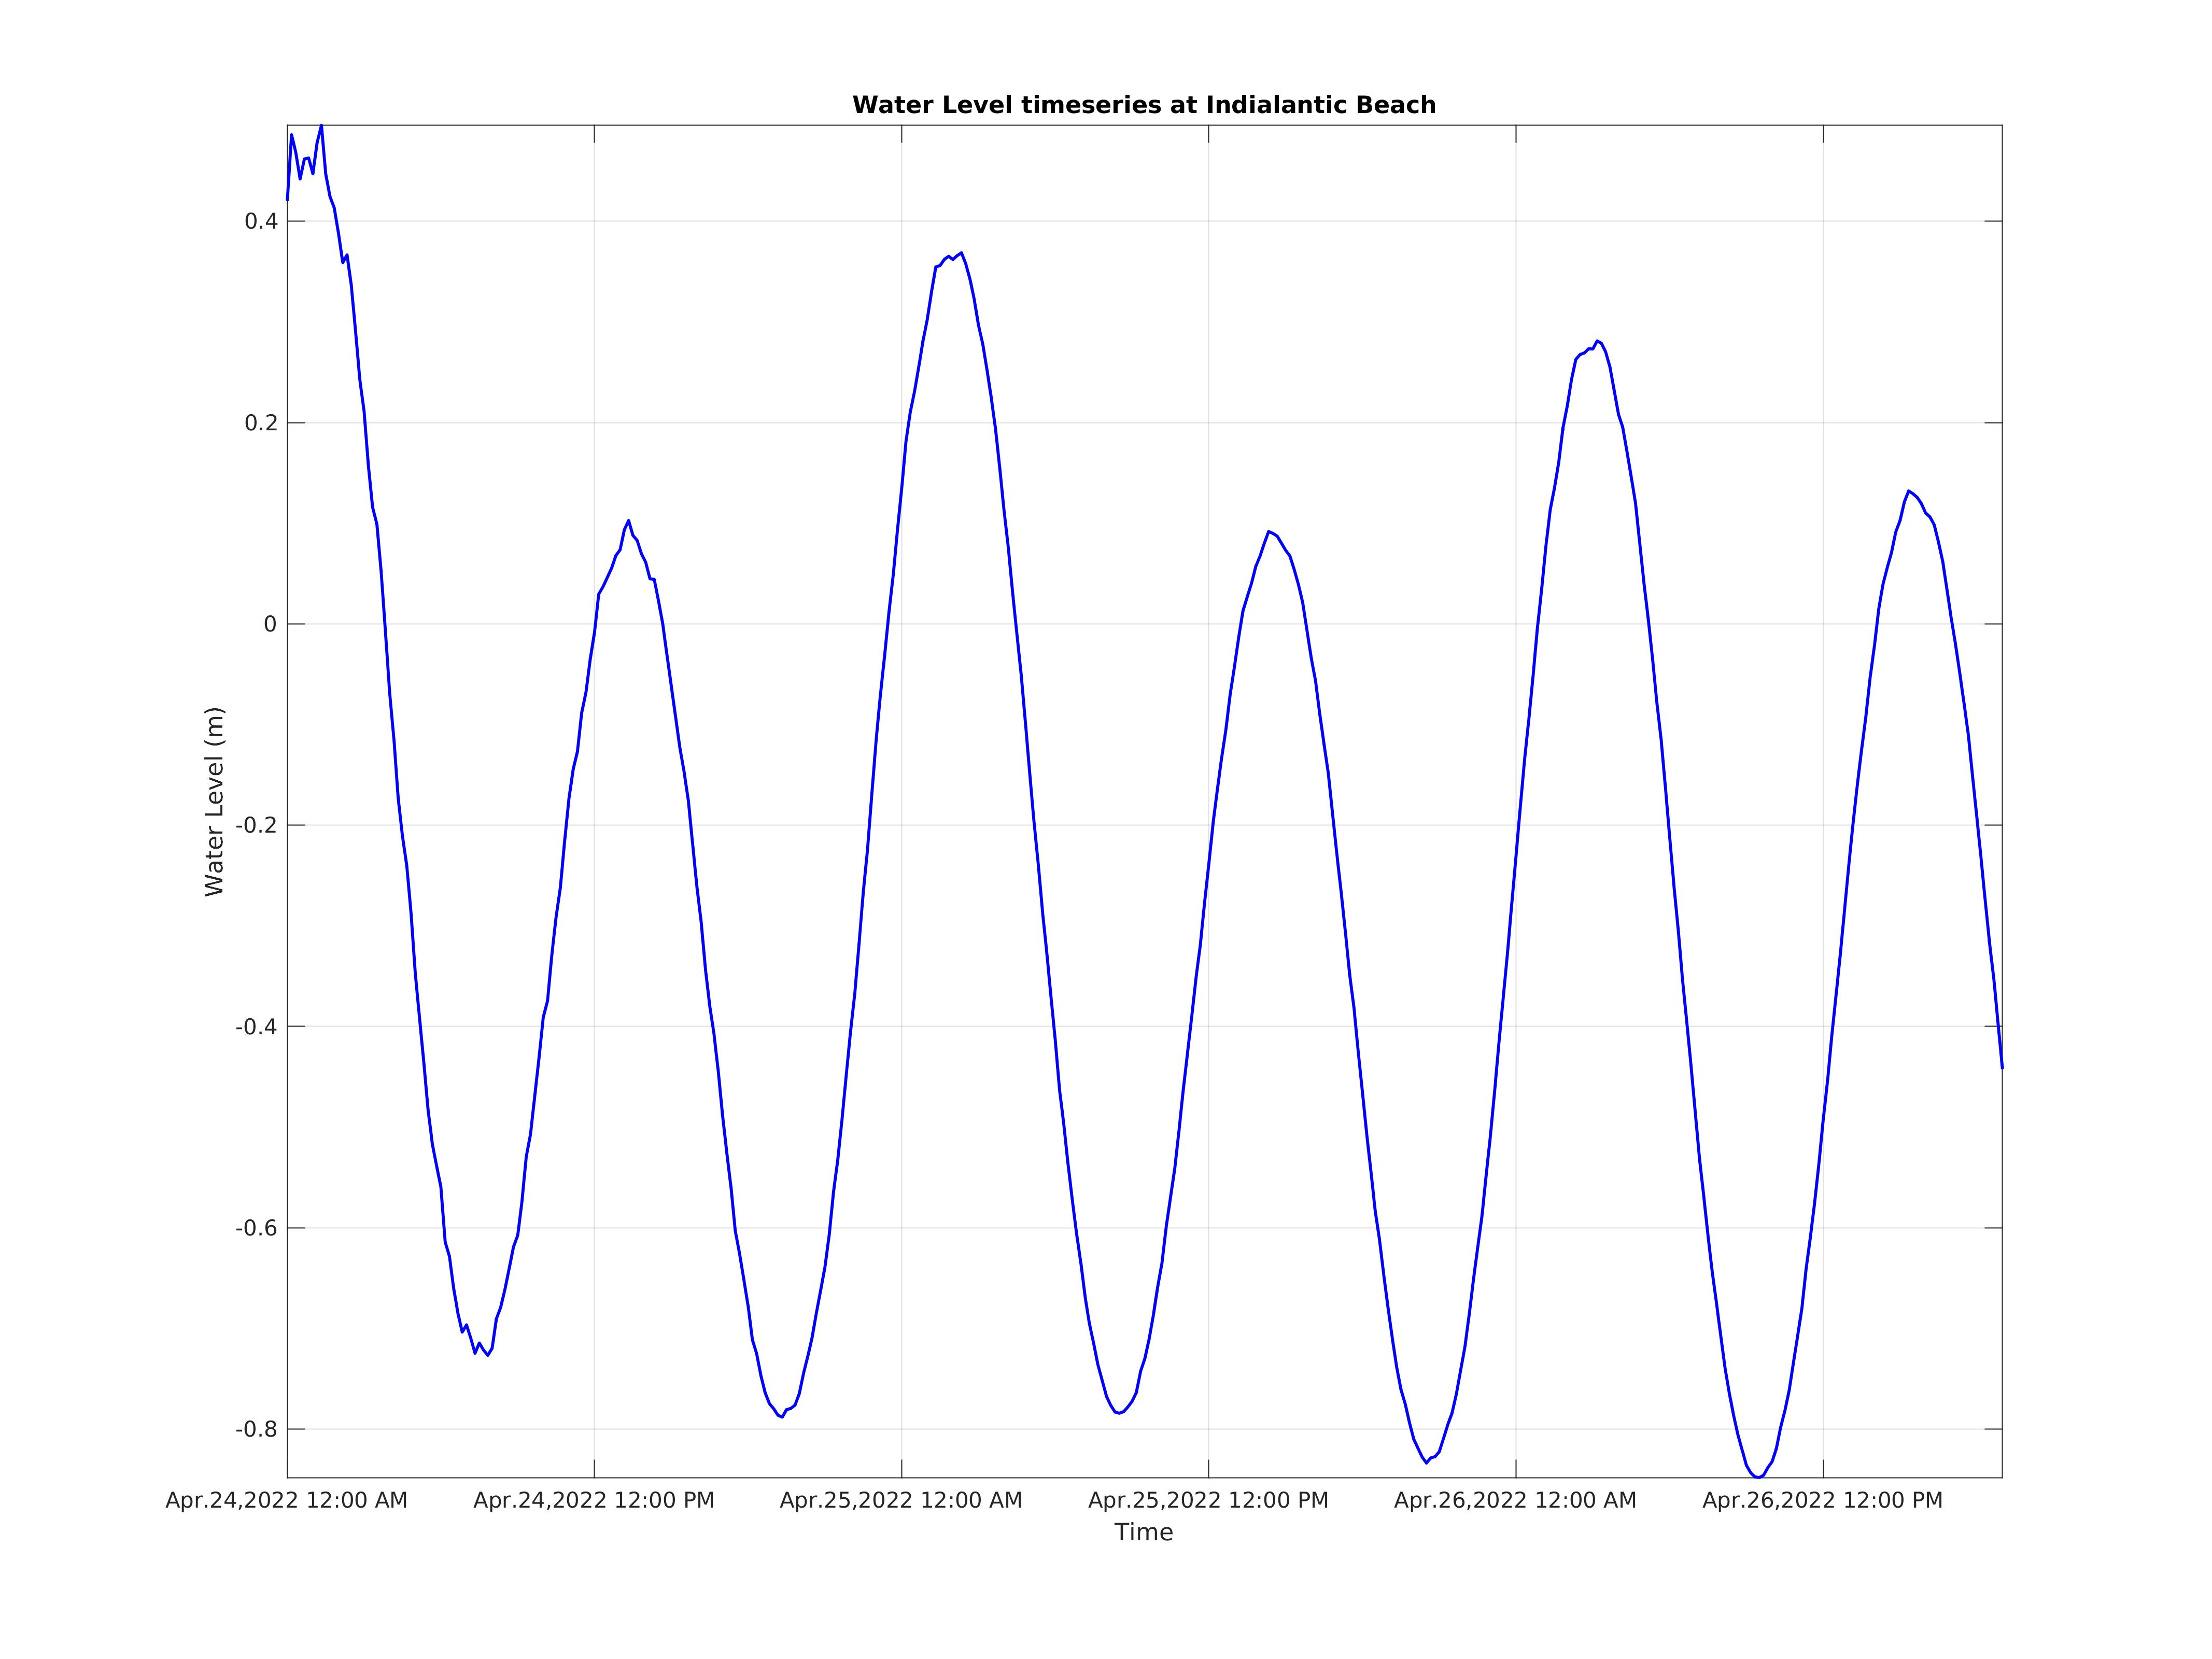 Water Level timeseries at Indialantic Beach
0.4
0.2
0
-0.2
-0.4
-0.6
-0.8
Water Level (m)
Apr.24,2022 12:00 AM Apr.24,2022 12:00 PM Apr.25,2022 12:00 AM Apr.25,2022 12:00 PM Apr.26,2022 12:00 AM Apr.26,2022 12:00 PM
Time